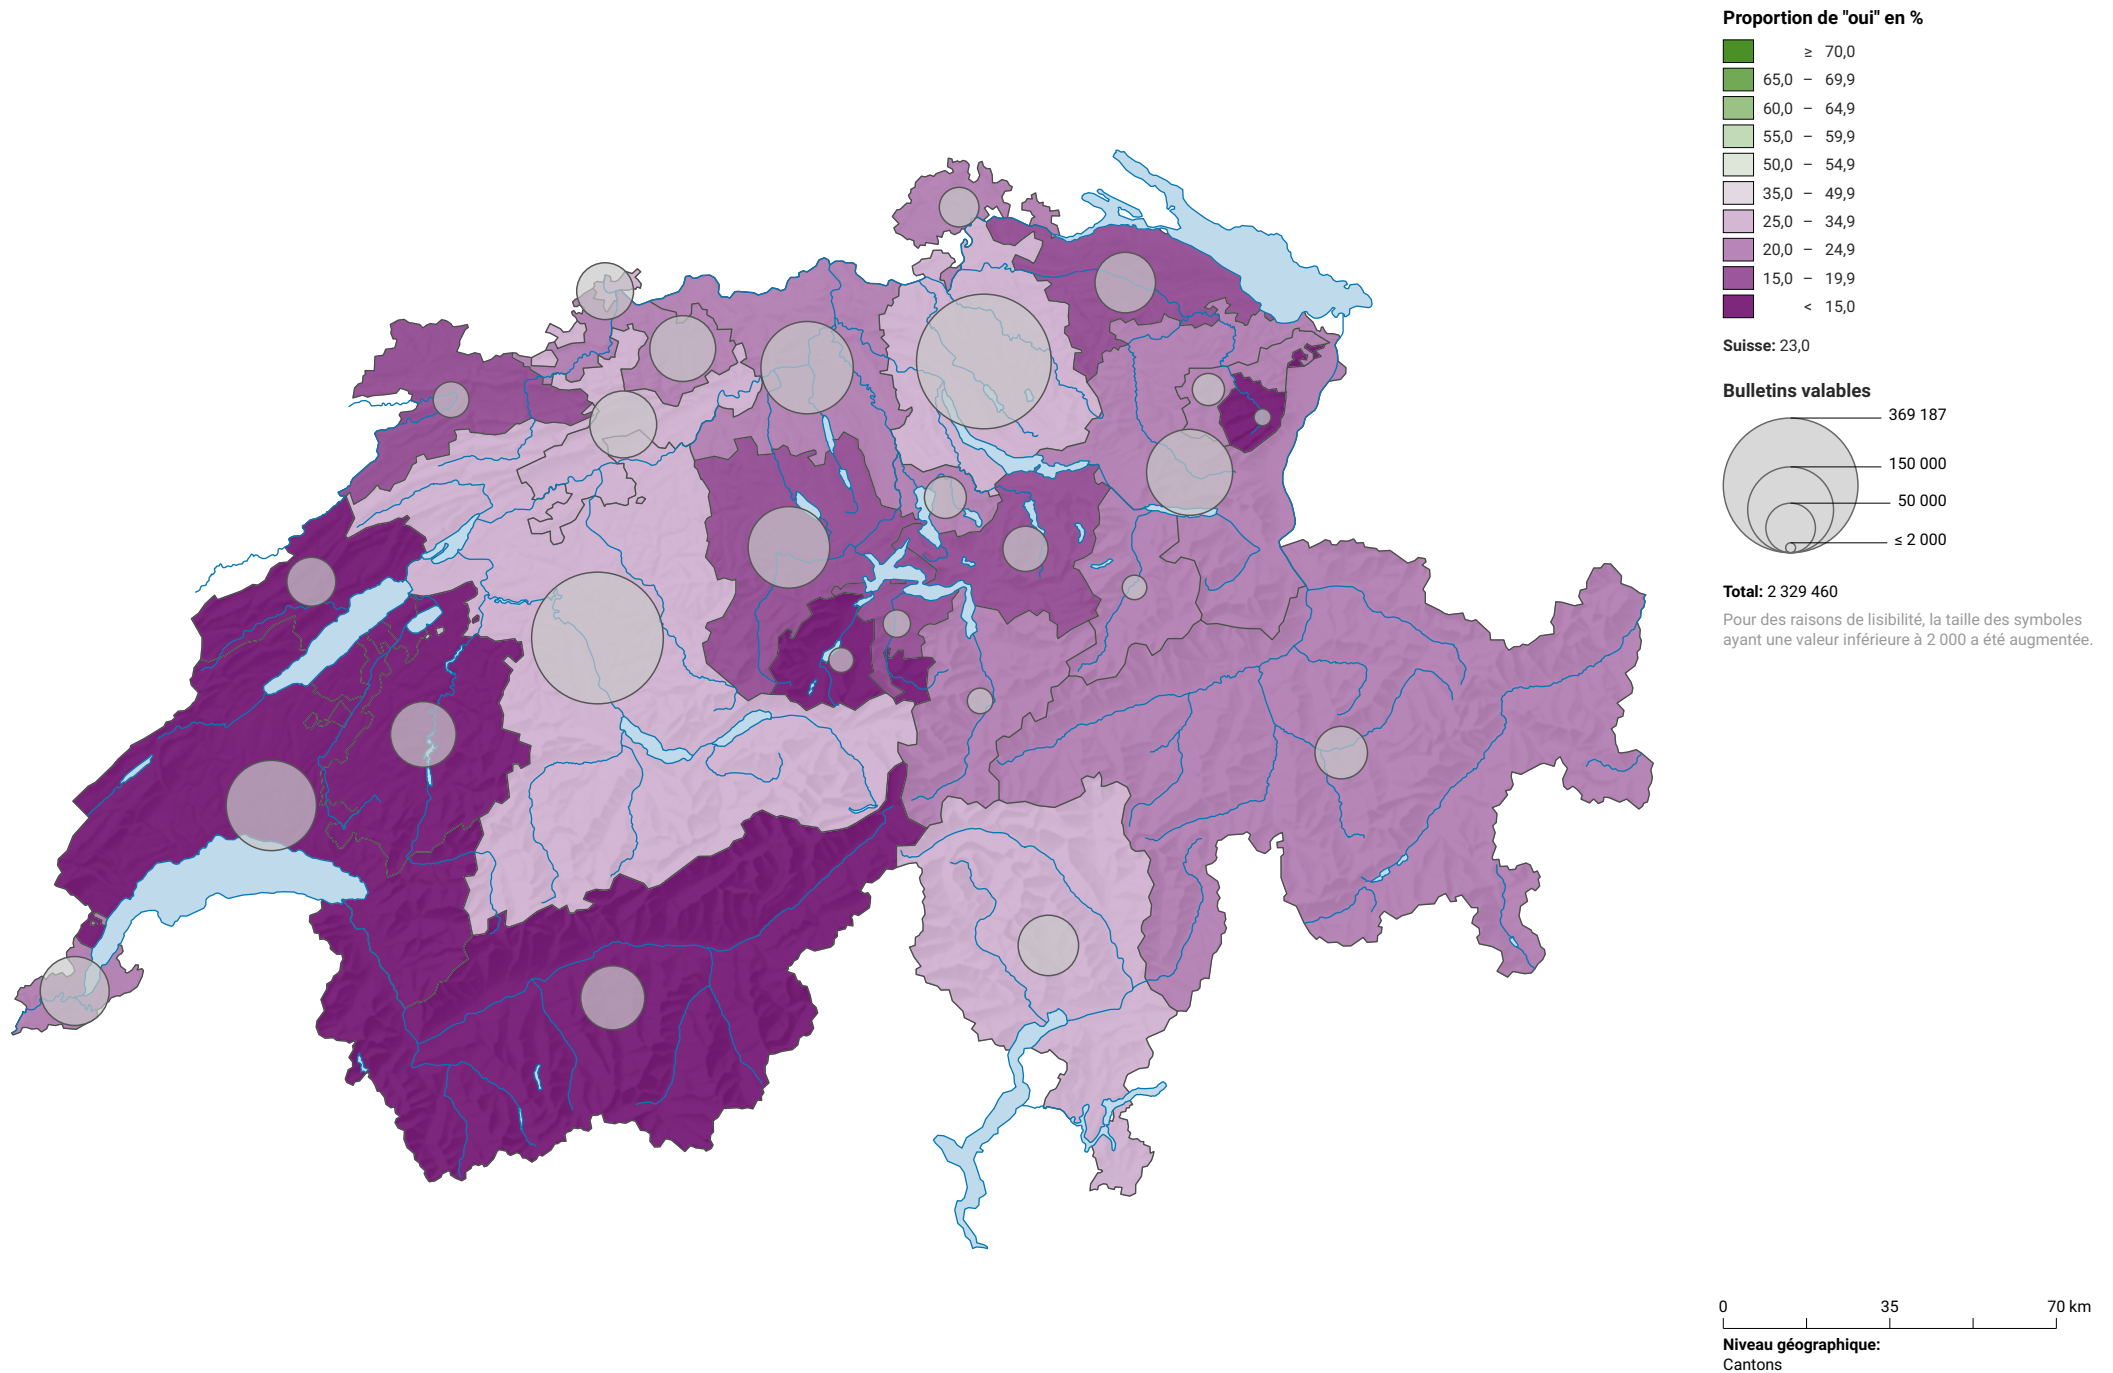 Proportion de "oui" en %
≥ 70,0
65,0 – 69,9
60,0 – 64,9
55,0 – 59,9
50,0 – 54,9
35,0 – 49,9
25,0 – 34,9
20,0 – 24,9
15,0 – 19,9
< 15,0
Suisse: 23,0
Bulletins valables
369 187
150 000
50 000
≤ 2 000
Total: 2 329 460
Pour des raisons de lisibilité, la taille des symboles
ayant une valeur inférieure à 2 000 a été augmentée.
0 35 70 km
Niveau géographique:
Cantons